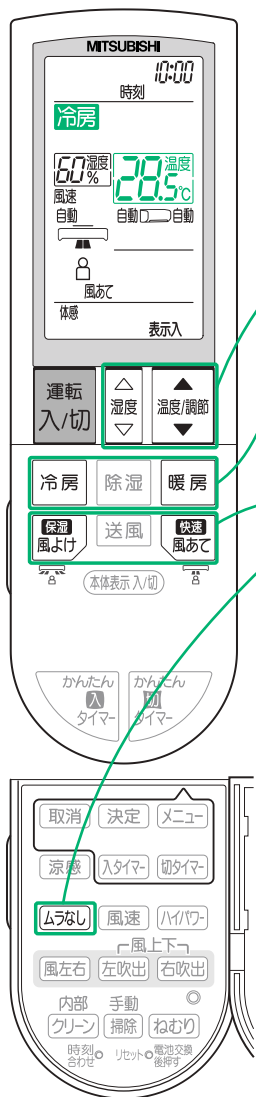 MITSUBISHI
10:00
時刻
冷房
60% 湿度
28.5℃ 温度
風速
自動 自動 自動
風あて
体感
表示入
運転 入/切
△ 湿度 ▽
▲ 温度/調節 ▼
冷房 除湿 暖房
保湿 風よけ 送風 快速 風あて
本体表示 入/切
かんたん 入 タイマー
かんたん 切 タイマー
取消 決定 メニュー
涼感 入タイマー 切タイマー
ムラなし 風速 ハイパワー
風上下
風左右 左吹出 右吹出
内部 クリーン
手動 掃除
ねむり
時刻合わせ リセット 電池交換後押す